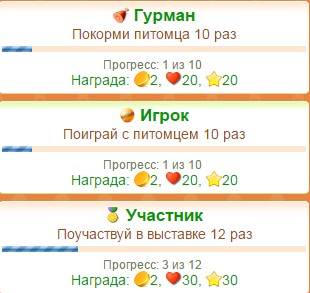 Гурман
Покорми питомца 10 раз
Прогресс: 1 из 10
Награда: 2, 20, 20
Игрок
Поиграй с питомцем 10 раз
Прогресс: 1 из 10
Награда: 2, 20, 20
Участник
Поучаствуй в выставке 12 раз
Прогресс: 3 из 12
Награда: 2, 30, 30